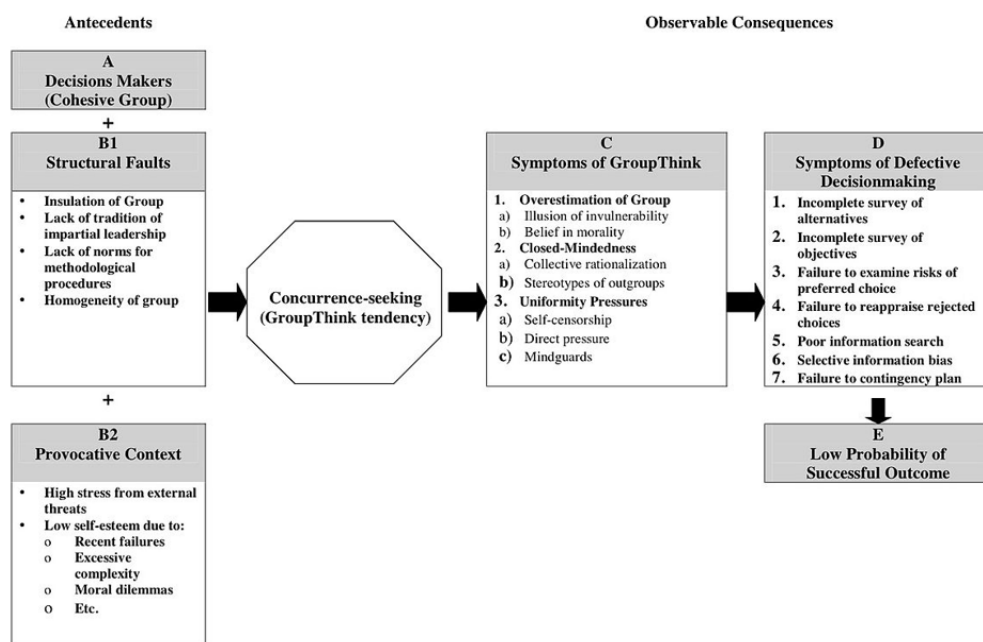 Antecedents
Observable Consequences
A
Decisions Makers
(Cohesive Group)
+
B1
Structural Faults
• Insulation of Group
• Lack of tradition of
impartial leadership
• Lack of norms for
methodological
procedures
• Homogeneity of group
+
B2
Provocative Context
• High stress from external
threats
• Low self-esteem due to:
o Recent failures
o Excessive
complexity
o Moral dilemmas
o Etc.
Concurrence-seeking
(GroupThink tendency)
C
Symptoms of GroupThink
1. Overestimation of Group
a) Illusion of invulnerability
b) Belief in morality
2. Closed-Mindedness
a) Collective rationalization
b) Stereotypes of outgroups
3. Uniformity Pressures
a) Self-censorship
b) Direct pressure
c) Mindguards
D
Symptoms of Defective
Decisionmaking
1. Incomplete survey of
alternatives
2. Incomplete survey of
objectives
3. Failure to examine risks of
preferred choice
4. Failure to reappraise rejected
choices
5. Poor information search
6. Selective information bias
7. Failure to contingency plan
E
Low Probability of
Successful Outcome